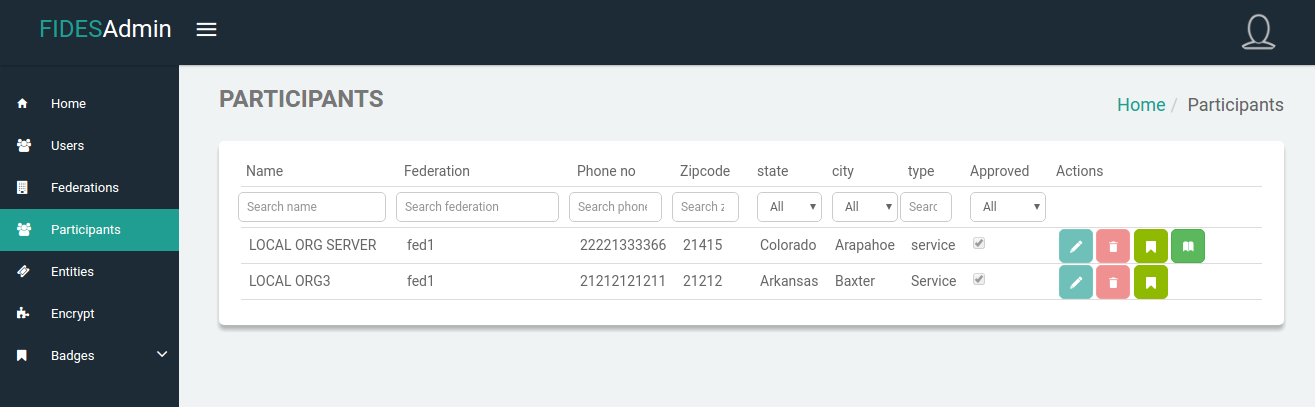 FIDESAdmin
Home
Users
Federations
Participants
Entities
Encrypt
Badges
PARTICIPANTS
Home / Participants
Name Federation Phone no Zipcode state city type Approved Actions
Search name Search federation Search phone Search z All All Searc All
LOCAL ORG SERVER fed1 22221333366 21415 Colorado Arapahoe service
LOCAL ORG3 fed1 21212121211 21212 Arkansas Baxter Service